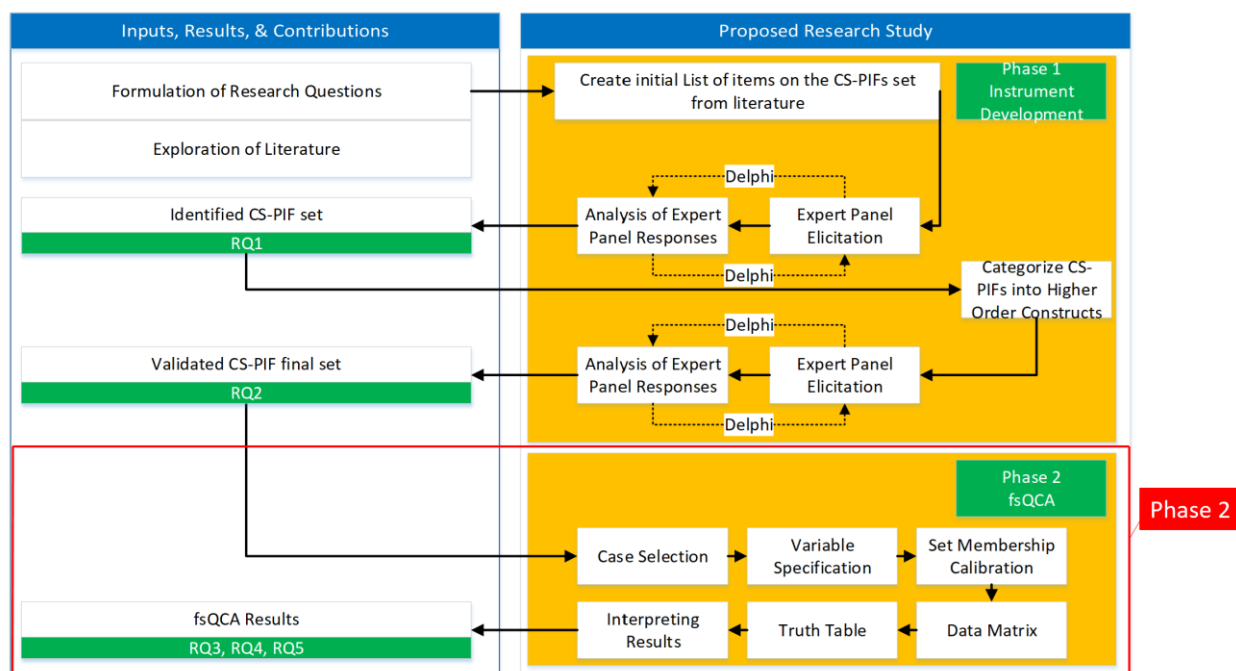 Inputs, Results, & Contributions
Proposed Research Study
Formulation of Research Questions
Exploration of Literature
Create initial List of items on the CS-PIFs set
from literature
Phase 1
Instrument
Development
Delphi
Identified CS-PIF set
RQ1
Analysis of Expert
Panel Responses
Expert Panel
Elicitation
Delphi
Categorize CS-
PIFs into Higher
Order Constructs
Delphi
Validated CS-PIF final set
RQ2
Analysis of Expert
Panel Responses
Expert Panel
Elicitation
Delphi
Phase 2
fsQCA
Phase 2
Case Selection
Variable
Specification
Set Membership
Calibration
fsQCA Results
RQ3, RQ4, RQ5
Interpreting
Results
Truth Table
Data Matrix